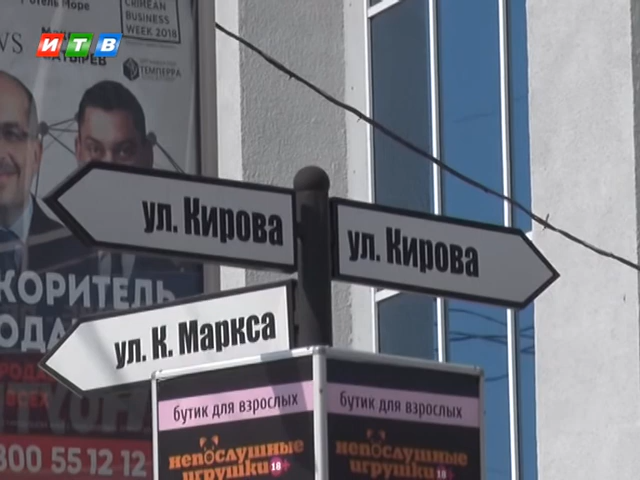 CRIMEAN
BUSINESS
WEEK 2018
ИТВ
ТЕМПЕРРА
ул. Кирова
ул. Кирова
ул. К. Маркса
бутик для взрослых
бутик для взрослых
непослушные
игрушки 18+
непослушные
игрушки 18+
800 55 12 12